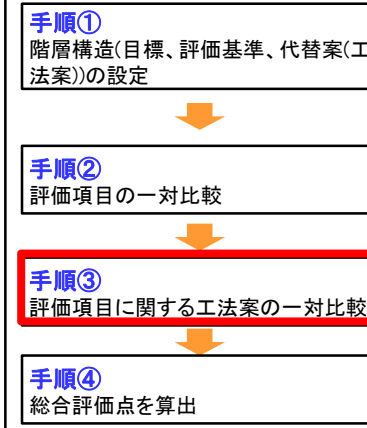 手順①
階層構造(目標、評価基準、代替案(工
法案))の設定
手順②
評価項目の一対比較
手順③
評価項目に関する工法案の一対比較
手順④
総合評価点を算出